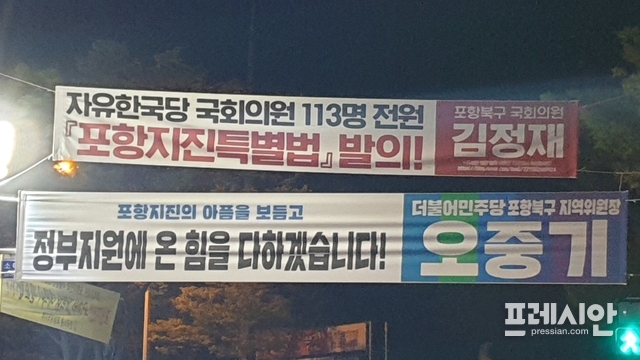 자유한국당 국회의원 113명 전원
『포항지진특별법』 발의!
포항북구 국회의원
김정재
포항지진의 아픔을 보듬고
정부지원에 온 힘을 다하겠습니다!
더불어민주당 포항북구 지역위원장
오중기
프레시안
pressian.com